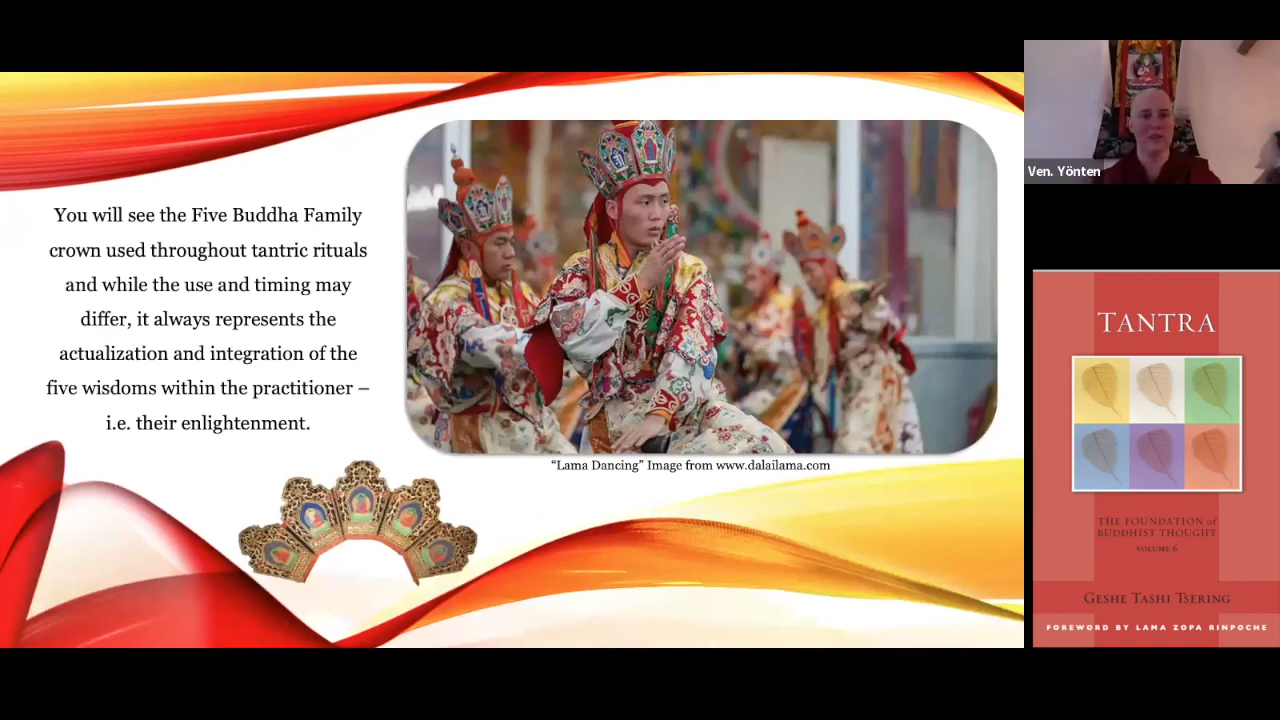 You will see the Five Buddha Family
crown used throughout tantric rituals
and while the use and timing may
differ, it always represents the
actualization and integration of the
five wisdoms within the practitioner –
i.e. their enlightenment.
“Lama Dancing” Image from www.dalailama.com
Ven. Yönten
TANTRA
THE FOUNDATION of
BUDDHIST THOUGHT
VOLUME 6
GESHE TASHI TSERING
FOREWORD BY LAMA ZOPA RINPOCHE